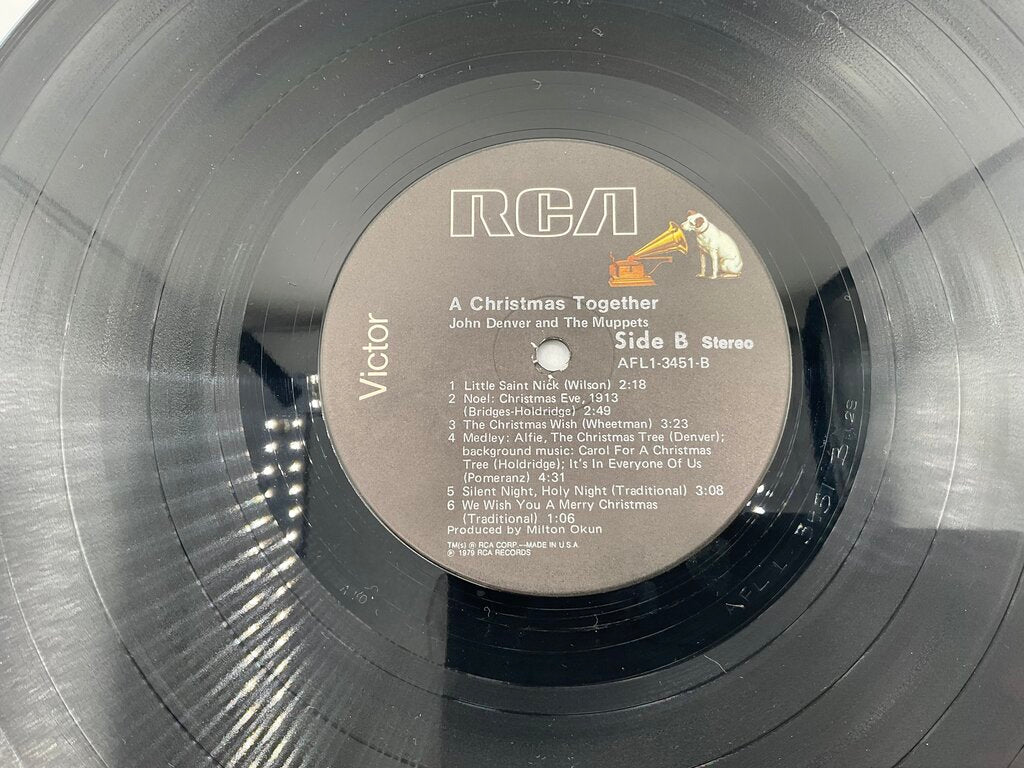 RCA
Victor
A Christmas Together
John Denver and The Muppets
Side B Stereo
AFL1-3451-B
1 Little Saint Nick (Wilson) 2:18
2 Noel: Christmas Eve, 1913
(Bridges-Holdridge) 2:49
3 The Christmas Wish (Wheetman) 3:23
4 Medley: Alfie, The Christmas Tree (Denver);
background music: Carol For A Christmas
Tree (Holdridge); It's In Everyone Of Us
(Pomeranz) 4:31
5 Silent Night, Holy Night (Traditional) 3:08
6 We Wish You A Merry Christmas
(Traditional) 1:06
Produced by Milton Okun
TM(s) ® RCA CORP.—MADE IN U.S.A.
℗ 1979 RCA RECORDS